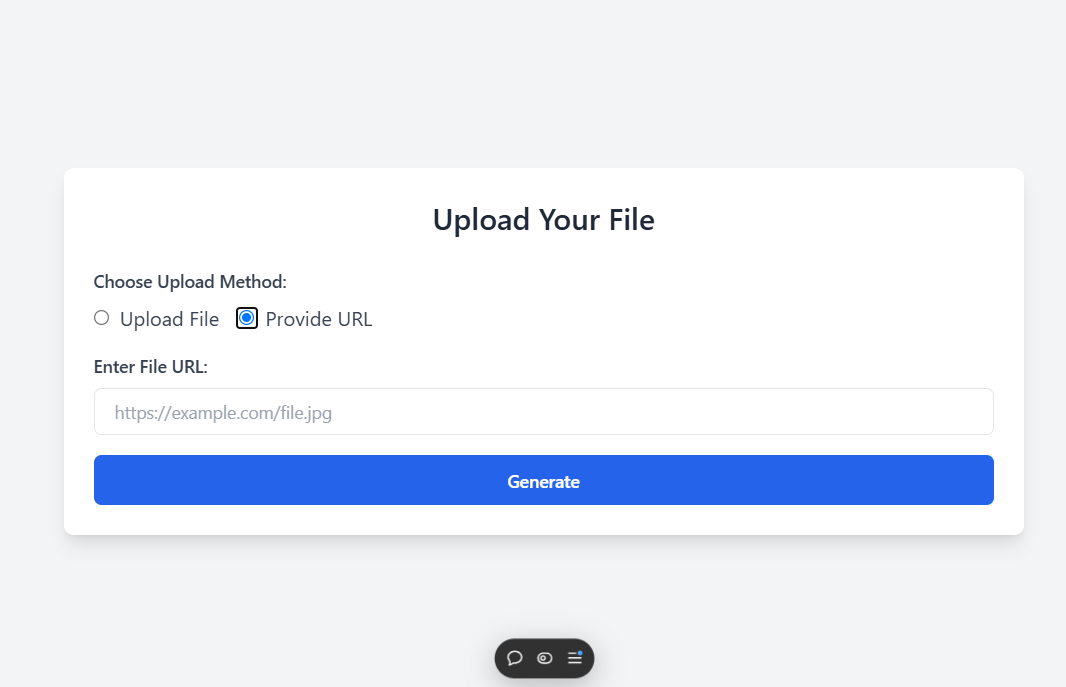 Upload Your File
Choose Upload Method:
Upload File Provide URL
Enter File URL:
https://example.com/file.jpg
Generate